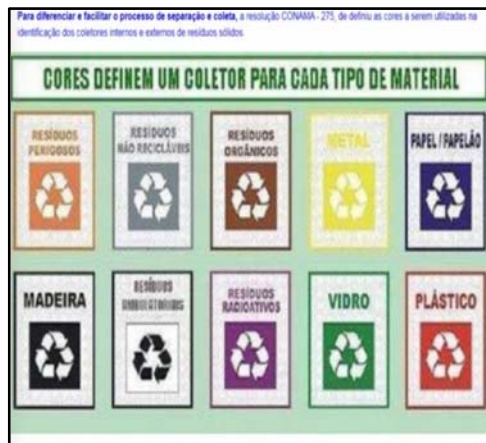 Para diferenciar e facilitar o processo de separação e coleta, a resolução CONAMA - 275, de definiu as cores a serem utilizadas na
identificação dos coletores internos e externos de resíduos sólidos.
CORES DEFINEM UM COLETOR PARA CADA TIPO DE MATERIAL
RESÍDUOS
PERIGOSOS
RESÍDUOS
NÃO RECICLÁVEIS
RESÍDUOS
ORGÂNICOS
METAL
PAPEL / PAPELÃO
MADEIRA
RESÍDUOS
AMBULATORIAIS
RESÍDUOS
RADIOATIVOS
VIDRO
PLÁSTICO